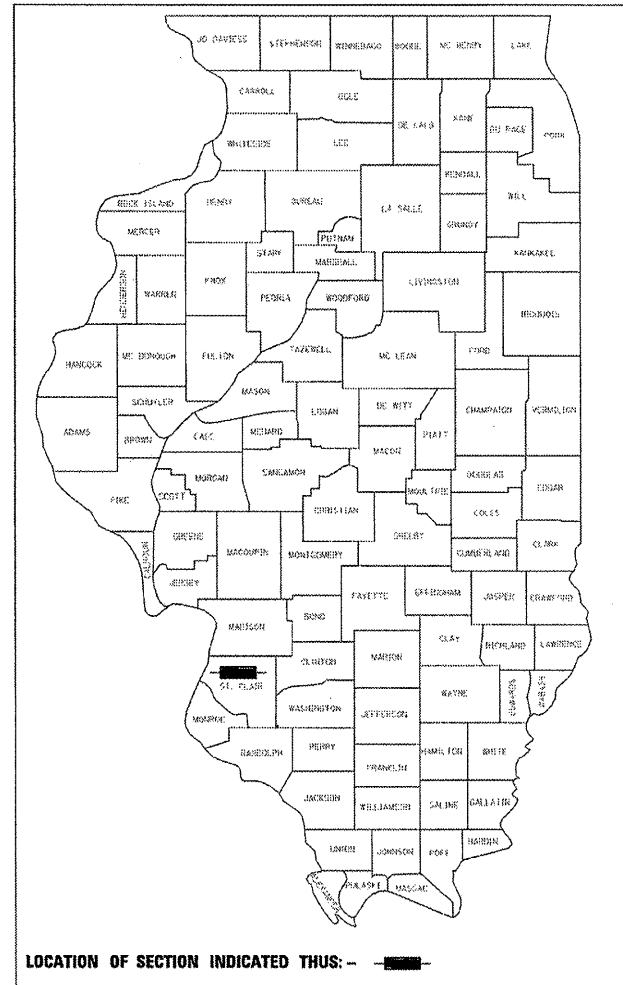 JO DAVIESS STEPHENSON WINNEBAGO BOONE MC HENRY LAKE
CARROLL OGLE
DE KALB KANE DU PAGE COOK
WHITESIDE LEE
KENDALL
ROCK ISLAND HENRY BUREAU LA SALLE WILL
GRUNDY
MERCER PUTNAM
STARK MARSHALL KANKAKEE
HENDERSON WARREN KNOX PEORIA WOODFORD LIVINGSTON
IROQUOIS
HANCOCK MC DONOUGH FULTON TAZEWELL MC LEAN FORD
MASON
SCHUYLER LOGAN DE WITT CHAMPAIGN VERMILION
ADAMS BROWN CASS MENARD PIATT
MACON
MORGAN SANGAMON DOUGLAS
PIKE SCOTT MOULTRIE EDGAR
CHRISTIAN COLES
GREENE SHELBY
CALHOUN MACOUPIN MONTGOMERY CUMBERLAND CLARK
JERSEY
FAYETTE EFFINGHAM JASPER CRAWFORD
MADISON BOND
CLAY RICHLAND LAWRENCE
CLINTON MARION
ST. CLAIR WAYNE EDWARDS WABASH
MONROE WASHINGTON JEFFERSON
RANDOLPH PERRY HAMILTON WHITE
FRANKLIN
JACKSON WILLIAMSON SALINE GALLATIN
UNION JOHNSON POPE HARDIN
ALEXANDER PULASKI MASSAC
LOCATION OF SECTION INDICATED THUS: -